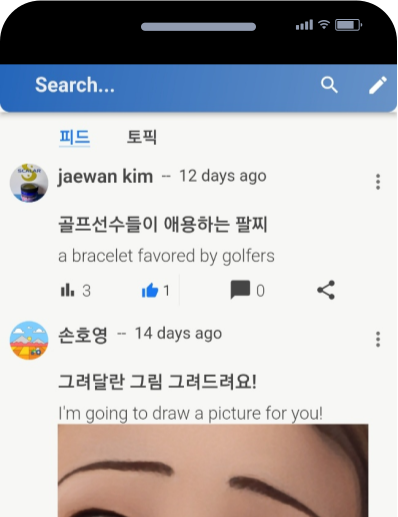 Search...
피드 토픽
jaewan kim -- 12 days ago
골프선수들이 애용하는 팔찌
a bracelet favored by golfers
3 1 0
손호영 -- 14 days ago
그려달란 그림 그려드려요!
I'm going to draw a picture for you!